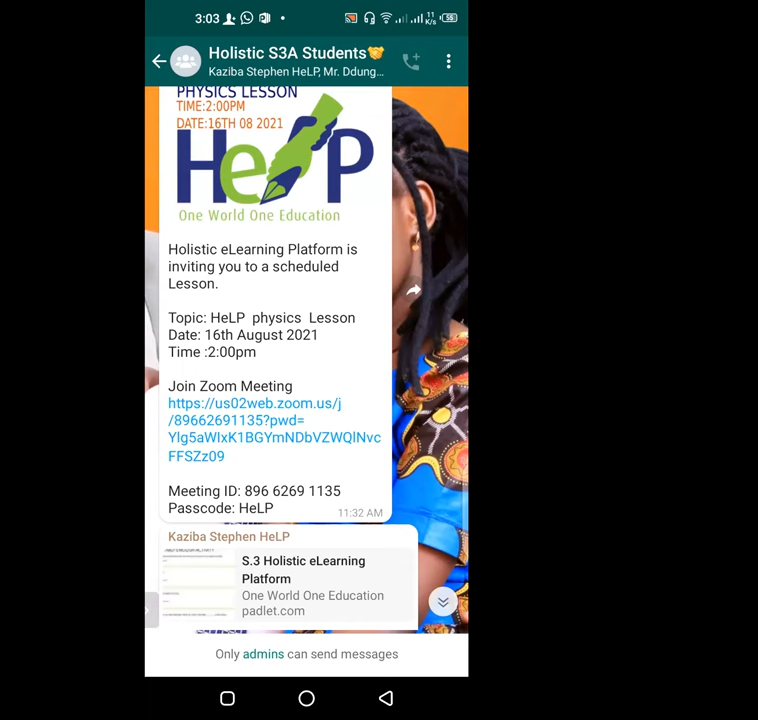 3:03
11 K/s
59
Holistic S3A Students🤝
Kaziba Stephen HeLP, Mr. Ddung...
PHYSICS LESSON
TIME:2:00PM
DATE:16TH 08 2021
HeLP
One World One Education
Holistic eLearning Platform is
inviting you to a scheduled
Lesson.
Topic: HeLP physics Lesson
Date: 16th August 2021
Time :2:00pm
Join Zoom Meeting
https://us02web.zoom.us/j
/89662691135?pwd=
Ylg5aWIxK1BGYmNDbVZWQlNvc
FFSZz09
Meeting ID: 896 6269 1135
Passcode: HeLP
11:32 AM
Kaziba Stephen HeLP
S.3 Holistic eLearning
Platform
One World One Education
padlet.com
Only admins can send messages